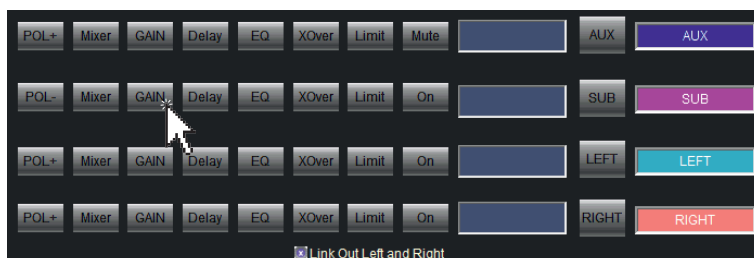 POL+ Mixer GAIN Delay EQ XOver Limit Mute AUX AUX
POL- Mixer GAIN Delay EQ XOver Limit On SUB SUB
POL+ Mixer GAIN Delay EQ XOver Limit On LEFT LEFT
POL+ Mixer GAIN Delay EQ XOver Limit On RIGHT RIGHT
x Link Out Left and Right